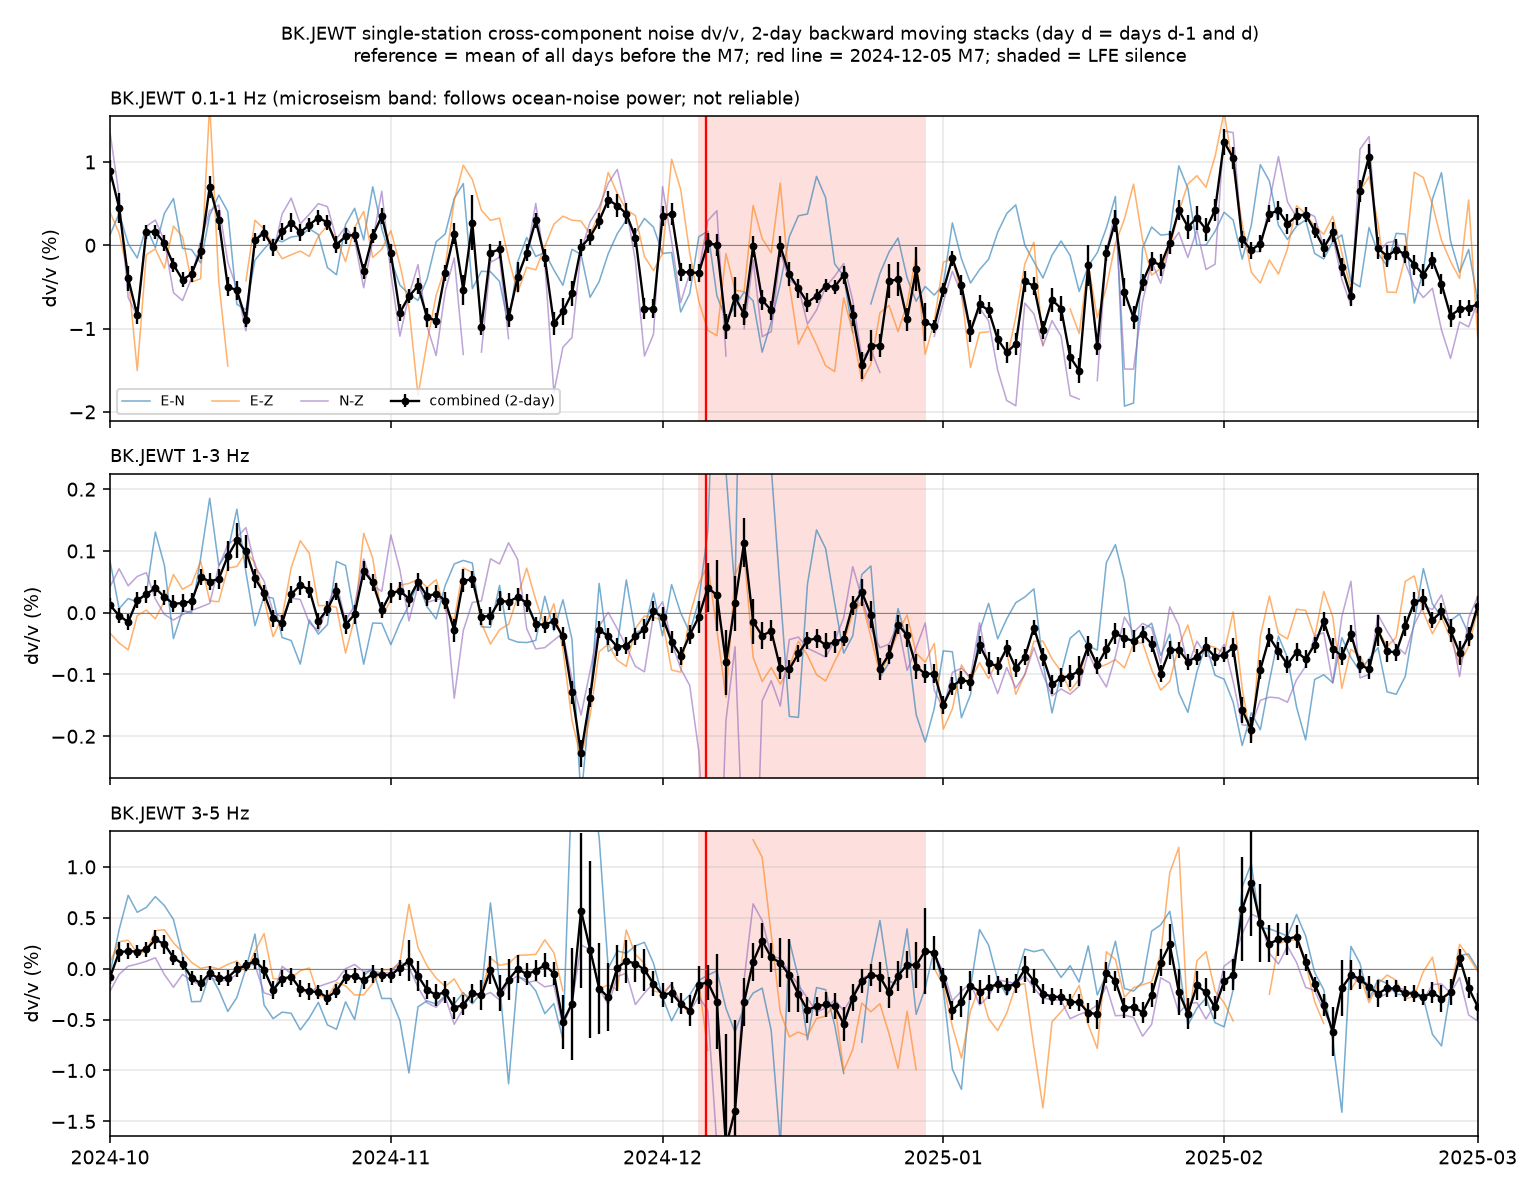 BK.JEWT single-station cross-component noise dv/v, 2-day backward moving stacks (day d = days d-1 and d)
reference = mean of all days before the M7; red line = 2024-12-05 M7; shaded = LFE silence
BK.JEWT 0.1-1 Hz (microseism band: follows ocean-noise power; not reliable)
dv/v (%)
1
0
−1
−2
E-N
E-Z
N-Z
combined (2-day)
BK.JEWT 1-3 Hz
dv/v (%)
0.2
0.1
0.0
−0.1
−0.2
BK.JEWT 3-5 Hz
dv/v (%)
1.0
0.5
0.0
−0.5
−1.0
−1.5
2024-10
2024-11
2024-12
2025-01
2025-02
2025-03